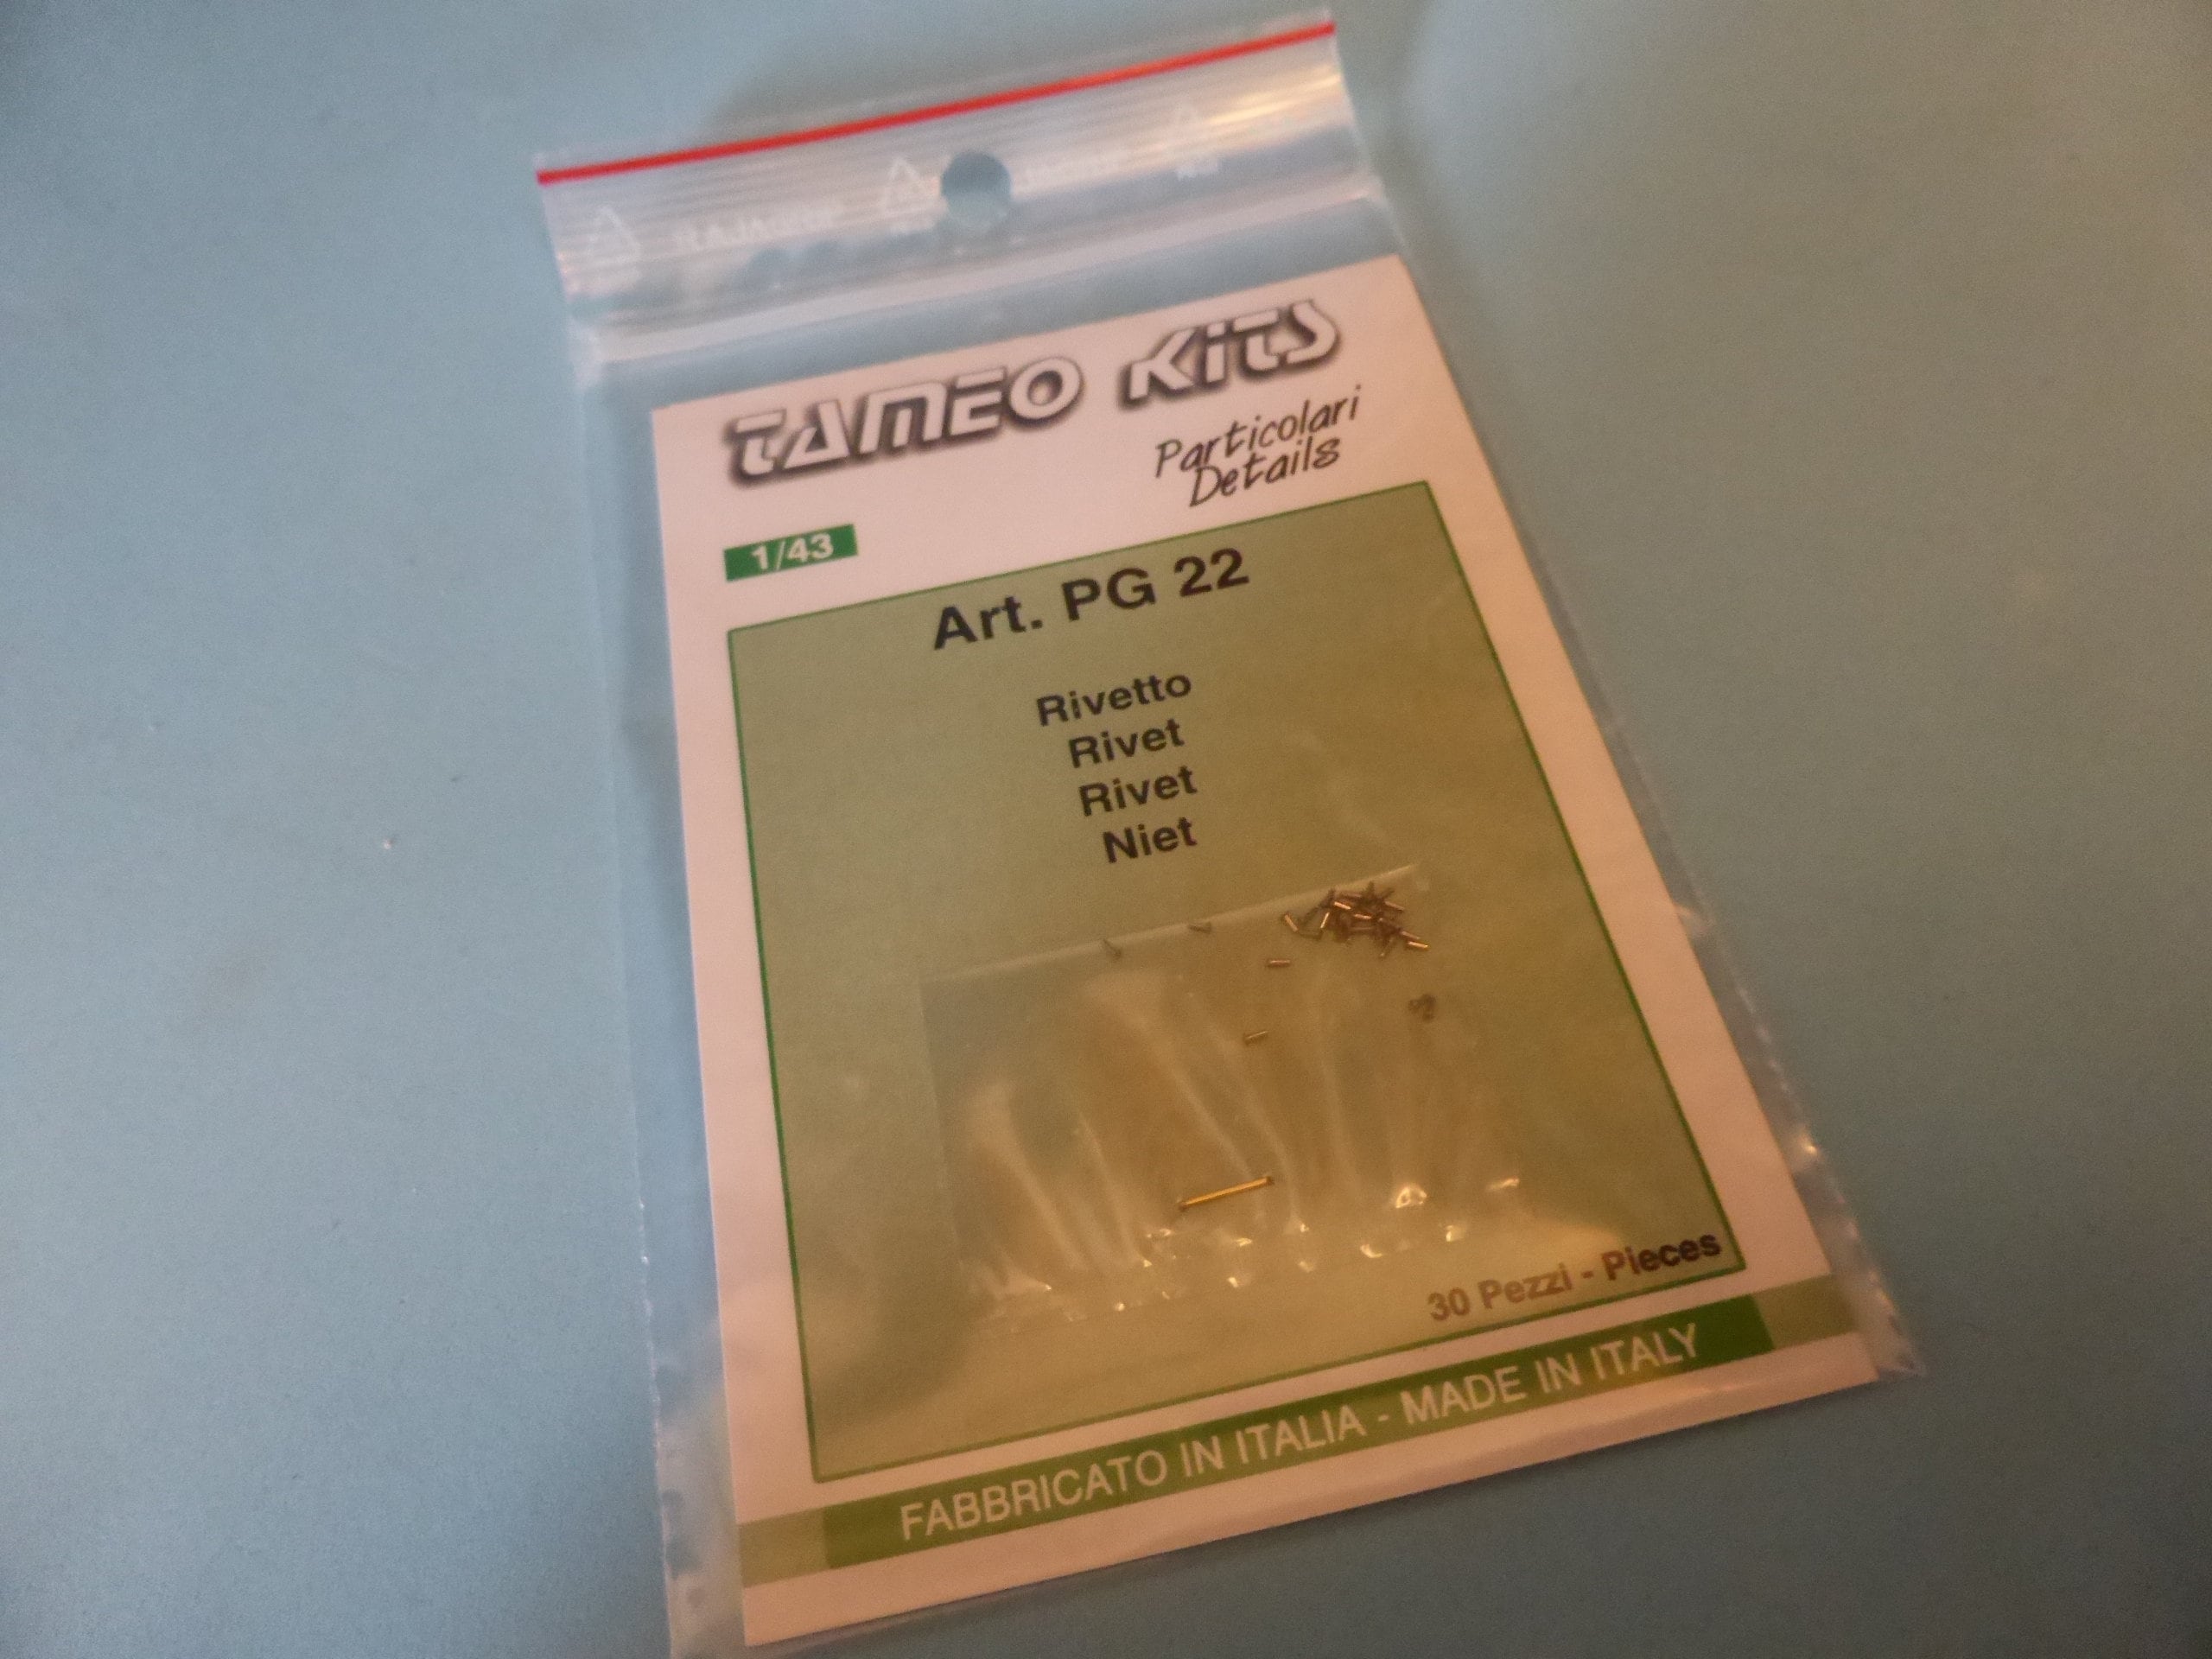 TAMEO KITS
Particolari
Details
1/43
Art. PG 22
Rivetto
Rivet
Rivet
Niet
30 Pezzi - Pieces
FABBRICATO IN ITALIA - MADE IN ITALY